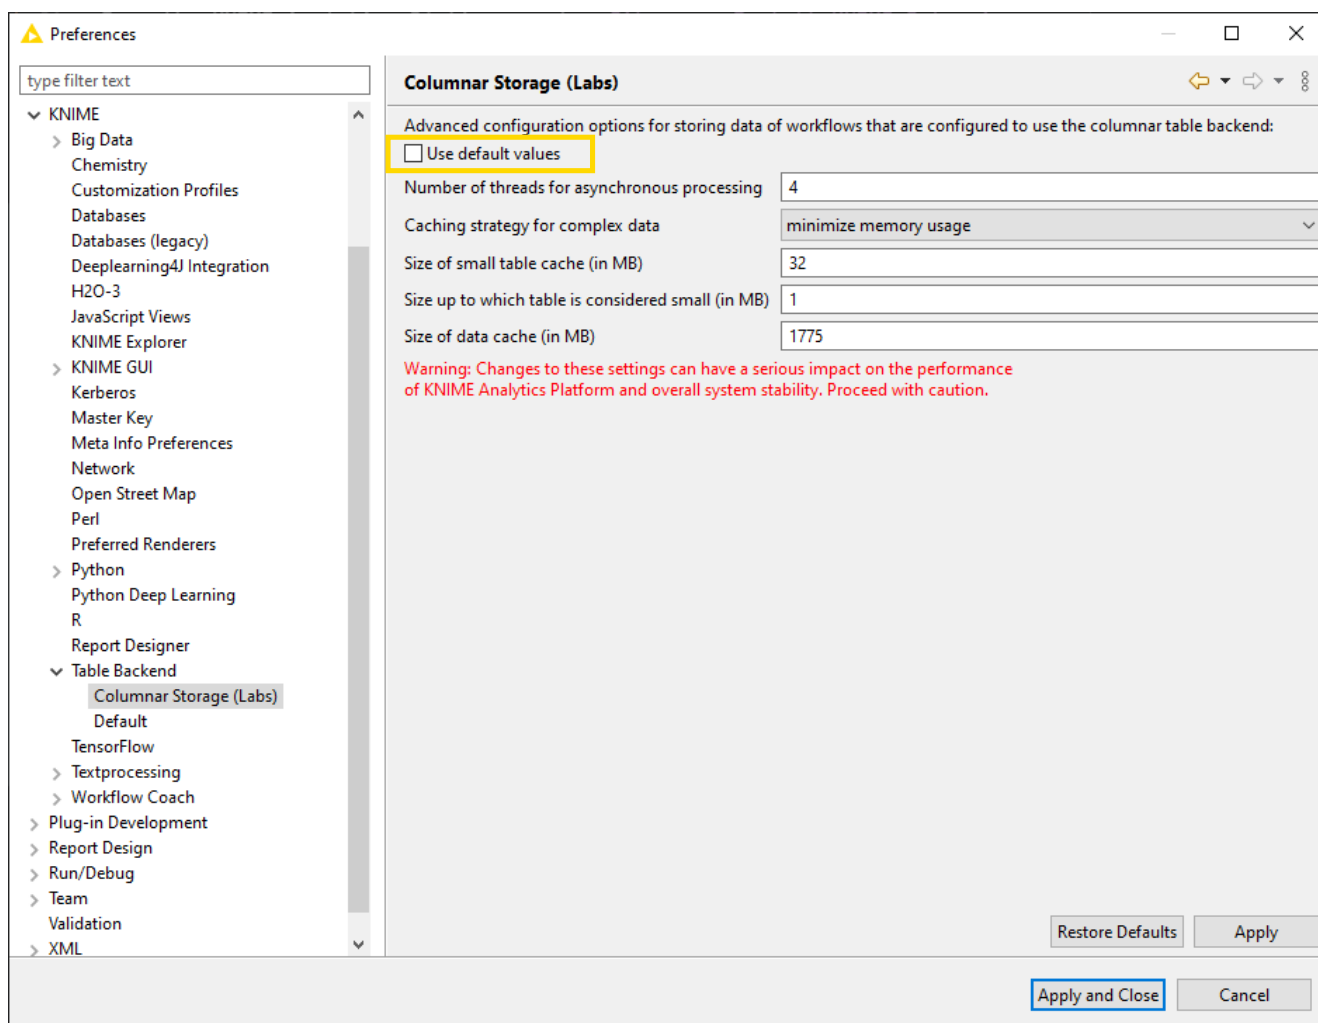 Preferences
type filter text
KNIME
Big Data
Chemistry
Customization Profiles
Databases
Databases (legacy)
Deeplearning4J Integration
H2O-3
JavaScript Views
KNIME Explorer
KNIME GUI
Kerberos
Master Key
Meta Info Preferences
Network
Open Street Map
Perl
Preferred Renderers
Python
Python Deep Learning
R
Report Designer
Table Backend
Columnar Storage (Labs)
Default
TensorFlow
Textprocessing
Workflow Coach
Plug-in Development
Report Design
Run/Debug
Team
Validation
XML
Columnar Storage (Labs)
Advanced configuration options for storing data of workflows that are configured to use the columnar table backend:
Use default values
Number of threads for asynchronous processing 4
Caching strategy for complex data minimize memory usage
Size of small table cache (in MB) 32
Size up to which table is considered small (in MB) 1
Size of data cache (in MB) 1775
Warning: Changes to these settings can have a serious impact on the performance
of KNIME Analytics Platform and overall system stability. Proceed with caution.
Restore Defaults Apply
Apply and Close Cancel